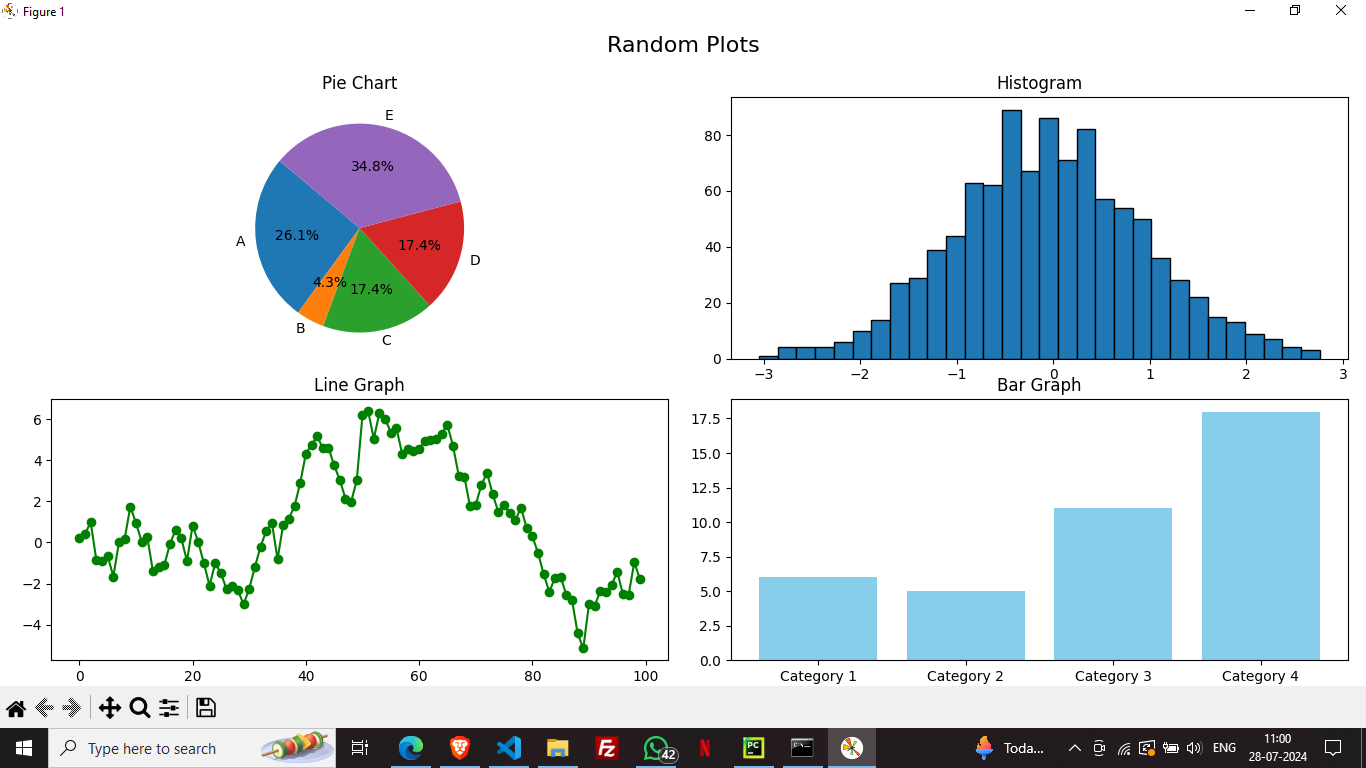 Figure 1
Random Plots
Pie Chart
E
34.8%
A
26.1%
17.4%
D
4.3%
17.4%
B
C
Histogram
80
60
40
20
0
−3
−2
−1
0
1
2
3
Line Graph
6
4
2
0
−2
−4
0
20
40
60
80
100
Bar Graph
17.5
15.0
12.5
10.0
7.5
5.0
2.5
0.0
Category 1
Category 2
Category 3
Category 4
Type here to search
Fz
42
N
PC
Toda...
ENG
11:00
28-07-2024